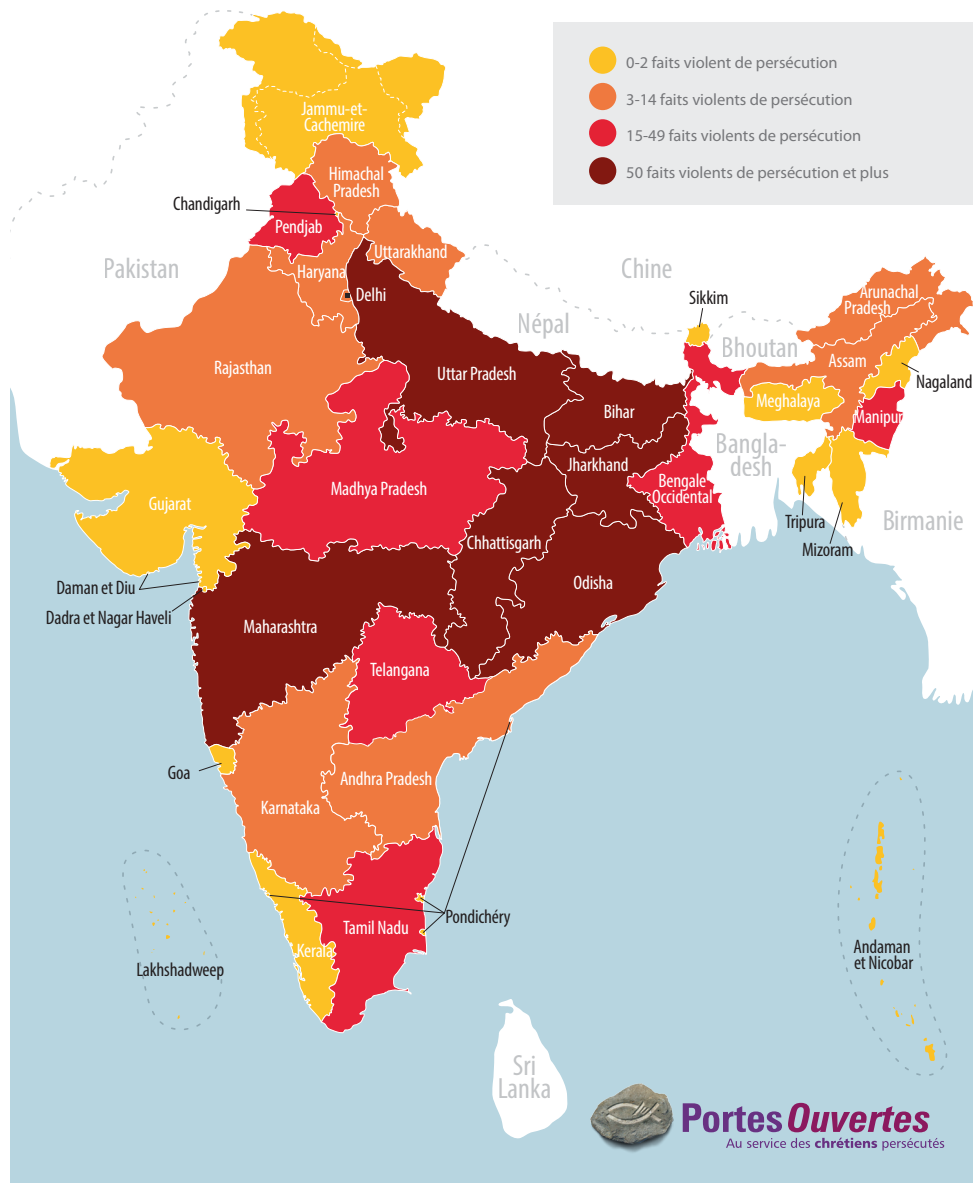 0-2 faits violent de persécution
3-14 faits violents de persécution
15-49 faits violents de persécution
50 faits violents de persécution et plus
Jammu-et-
Cachemire
Himachal
Pradesh
Chandigarh
Pendjab
Uttarakhand
Pakistan
Haryana
Delhi
Chine
Népal
Sikkim
Bhoutan
Arunachal
Pradesh
Assam
Nagaland
Meghalaya
Manipur
Rajasthan
Uttar Pradesh
Bihar
Jharkhand
Bangla-
desh
Bengale
Occidental
Tripura
Mizoram
Birmanie
Gujarat
Madhya Pradesh
Chhattisgarh
Odisha
Daman et Diu
Dadra et Nagar Haveli
Maharashtra
Telangana
Goa
Karnataka
Andhra Pradesh
Pondichéry
Tamil Nadu
Kerala
Lakhshadweep
Andaman
et Nicobar
Sri
Lanka
Portes Ouvertes
Au service des chrétiens persécutés